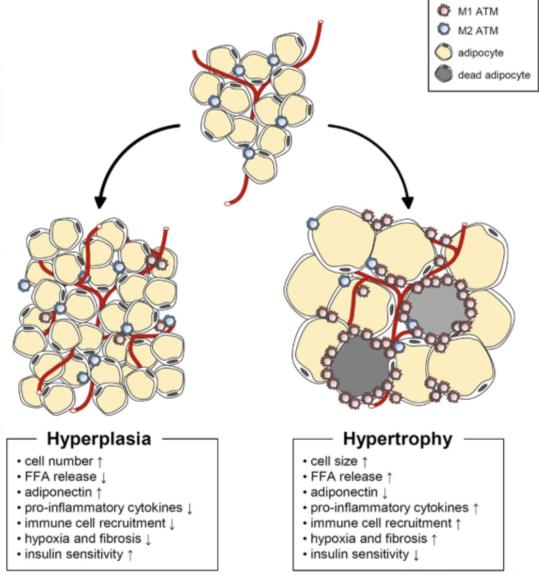 M1 ATM
M2 ATM
adipocyte
dead adipocyte
Hyperplasia
• cell number ↑
• FFA release ↓
• adiponectin ↑
• pro-inflammatory cytokines ↓
• immune cell recruitment ↓
• hypoxia and fibrosis ↓
• insulin sensitivity ↑
Hypertrophy
• cell size ↑
• FFA release ↑
• adiponectin ↓
• pro-inflammatory cytokines ↑
• immune cell recruitment ↑
• hypoxia and fibrosis ↑
• insulin sensitivity ↓